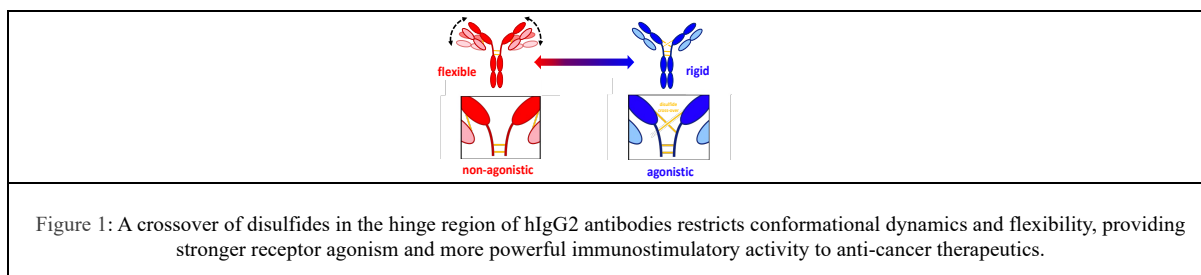 flexible
rigid
disulfide
non-agonistic
agonistic
Figure 1: A crossover of disulfides in the hinge region of hIgG2 antibodies restricts conformational dynamics and flexibility, providing
stronger receptor agonism and more powerful immunostimulatory activity to anti-cancer therapeutics.